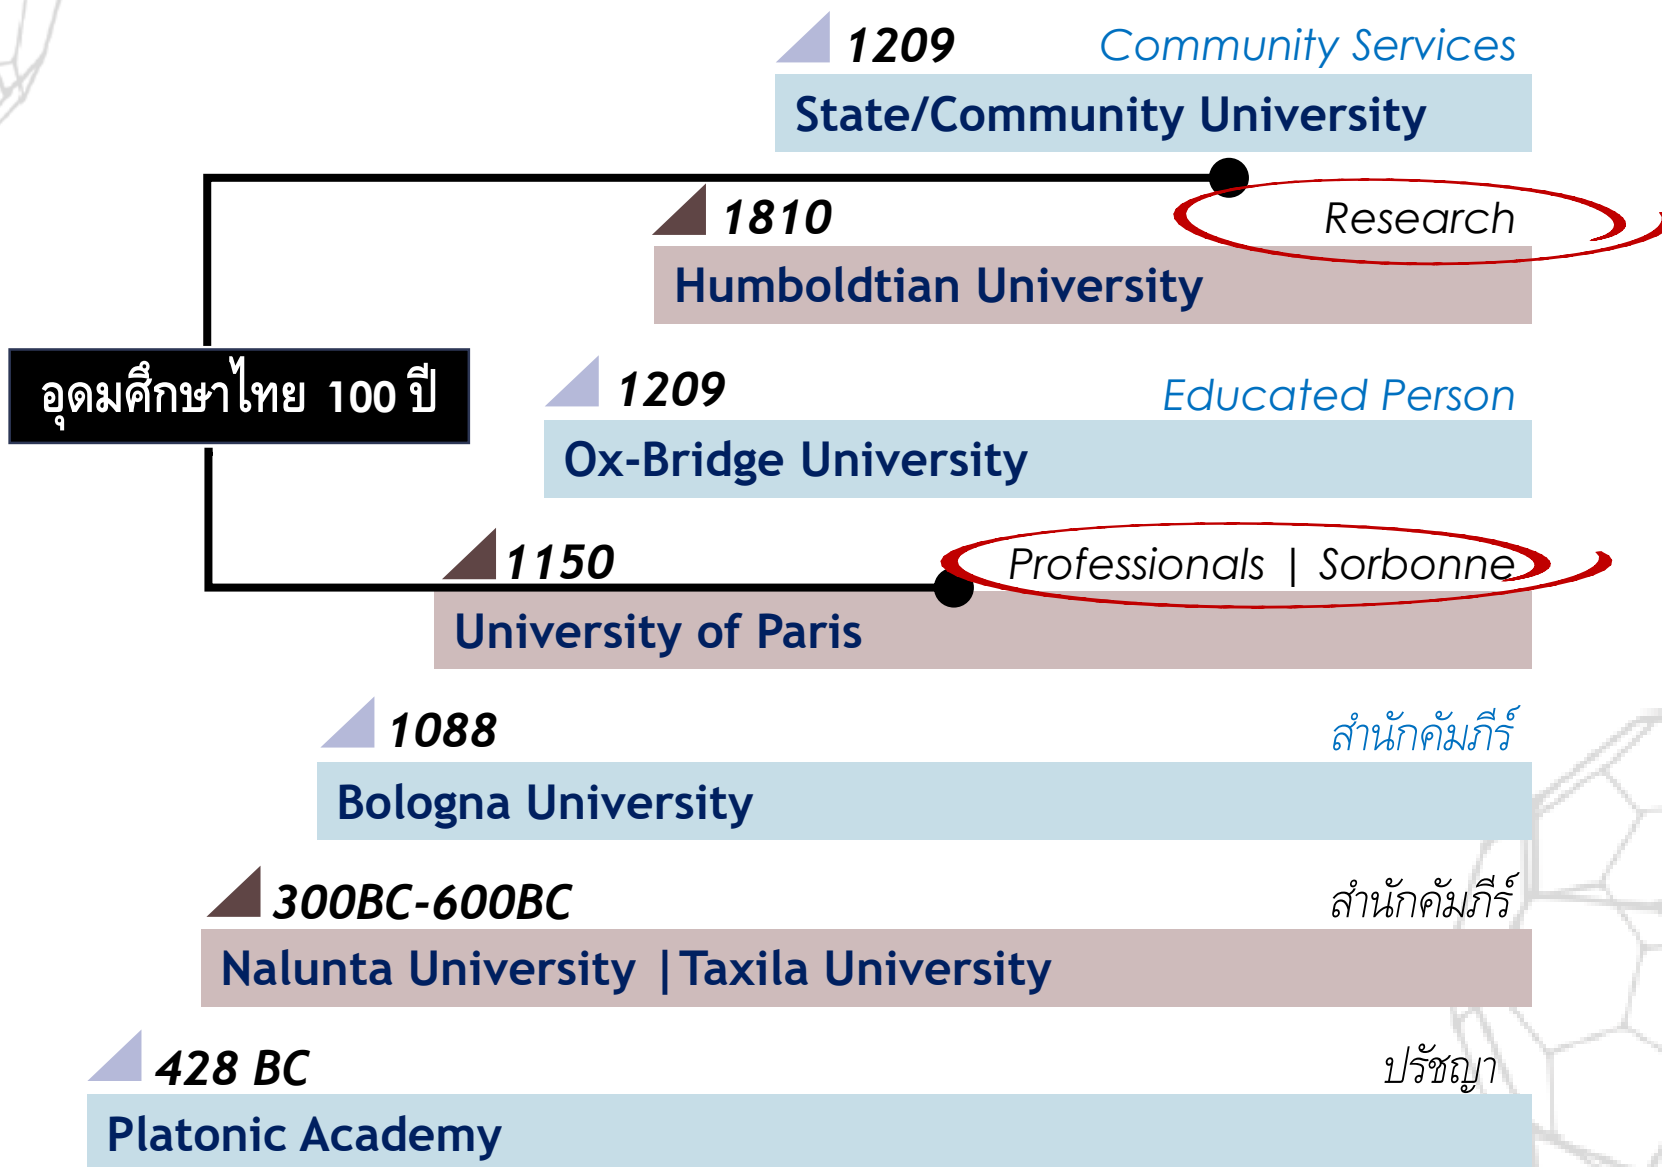 1209 Community Services
State/Community University
1810 Research
Humboldtian University
อุดมศึกษาไทย 100 ปี
1209 Educated Person
Ox-Bridge University
1150 Professionals | Sorbonne
University of Paris
1088 สำนักคัมภีร์
Bologna University
300BC-600BC สำนักคัมภีร์
Nalunta University |Taxila University
428 BC ปรัชญา
Platonic Academy